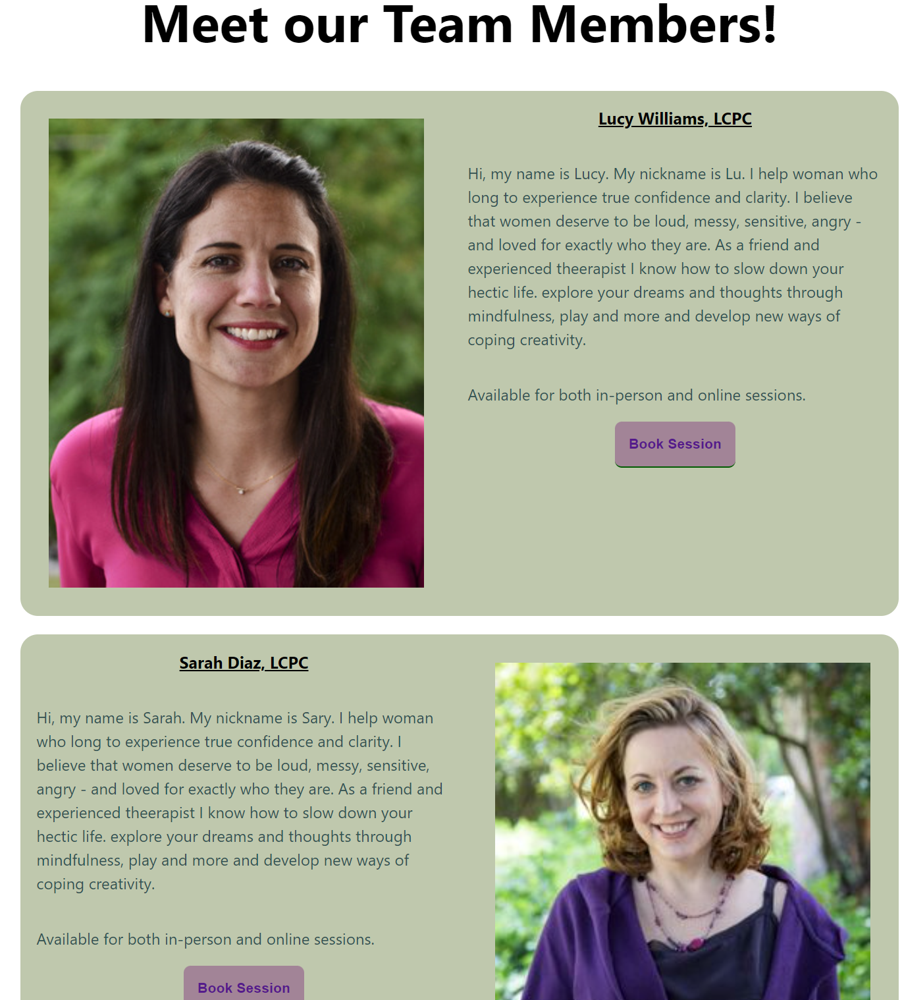 Meet our Team Members!
Lucy Williams, LCPC
Hi, my name is Lucy. My nickname is Lu. I help woman who
long to experience true confidence and clarity. I believe
that women deserve to be loud, messy, sensitive, angry -
and loved for exactly who they are. As a friend and
experienced theerapist I know how to slow down your
hectic life. explore your dreams and thoughts through
mindfulness, play and more and develop new ways of
coping creativity.
Available for both in-person and online sessions.
Book Session
Sarah Diaz, LCPC
Hi, my name is Sarah. My nickname is Sary. I help woman
who long to experience true confidence and clarity. I
believe that women deserve to be loud, messy, sensitive,
angry - and loved for exactly who they are. As a friend and
experienced theerapist I know how to slow down your
hectic life. explore your dreams and thoughts through
mindfulness, play and more and develop new ways of
coping creativity.
Available for both in-person and online sessions.
Book Session